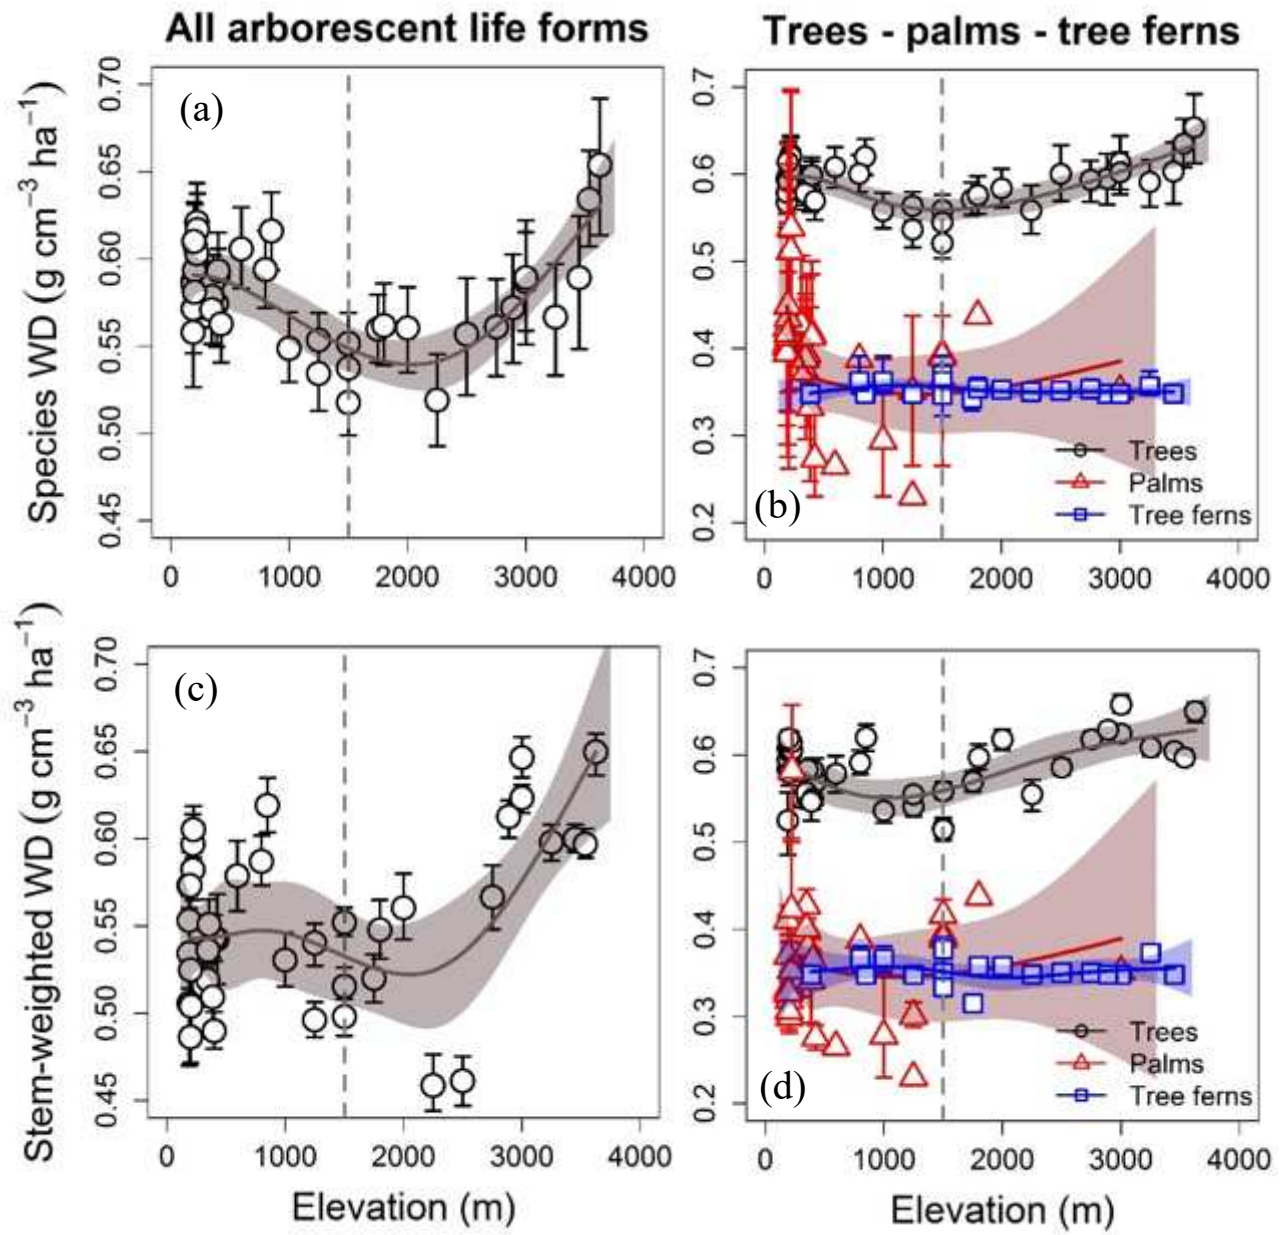 All arborescent life forms
Trees - palms - tree ferns
Species WD (g cm⁻³ ha⁻¹)
0.70
0.65
0.60
0.55
0.50
0.45
(a)
0 1000 2000 3000 4000
0.7
0.6
0.5
0.4
0.3
0.2
(b)
Trees
Palms
Tree ferns
0 1000 2000 3000 4000
Stem-weighted WD (g cm⁻³ ha⁻¹)
0.70
0.65
0.60
0.55
0.50
0.45
(c)
0 1000 2000 3000 4000
Elevation (m)
0.7
0.6
0.5
0.4
0.3
0.2
(d)
Trees
Palms
Tree ferns
0 1000 2000 3000 4000
Elevation (m)